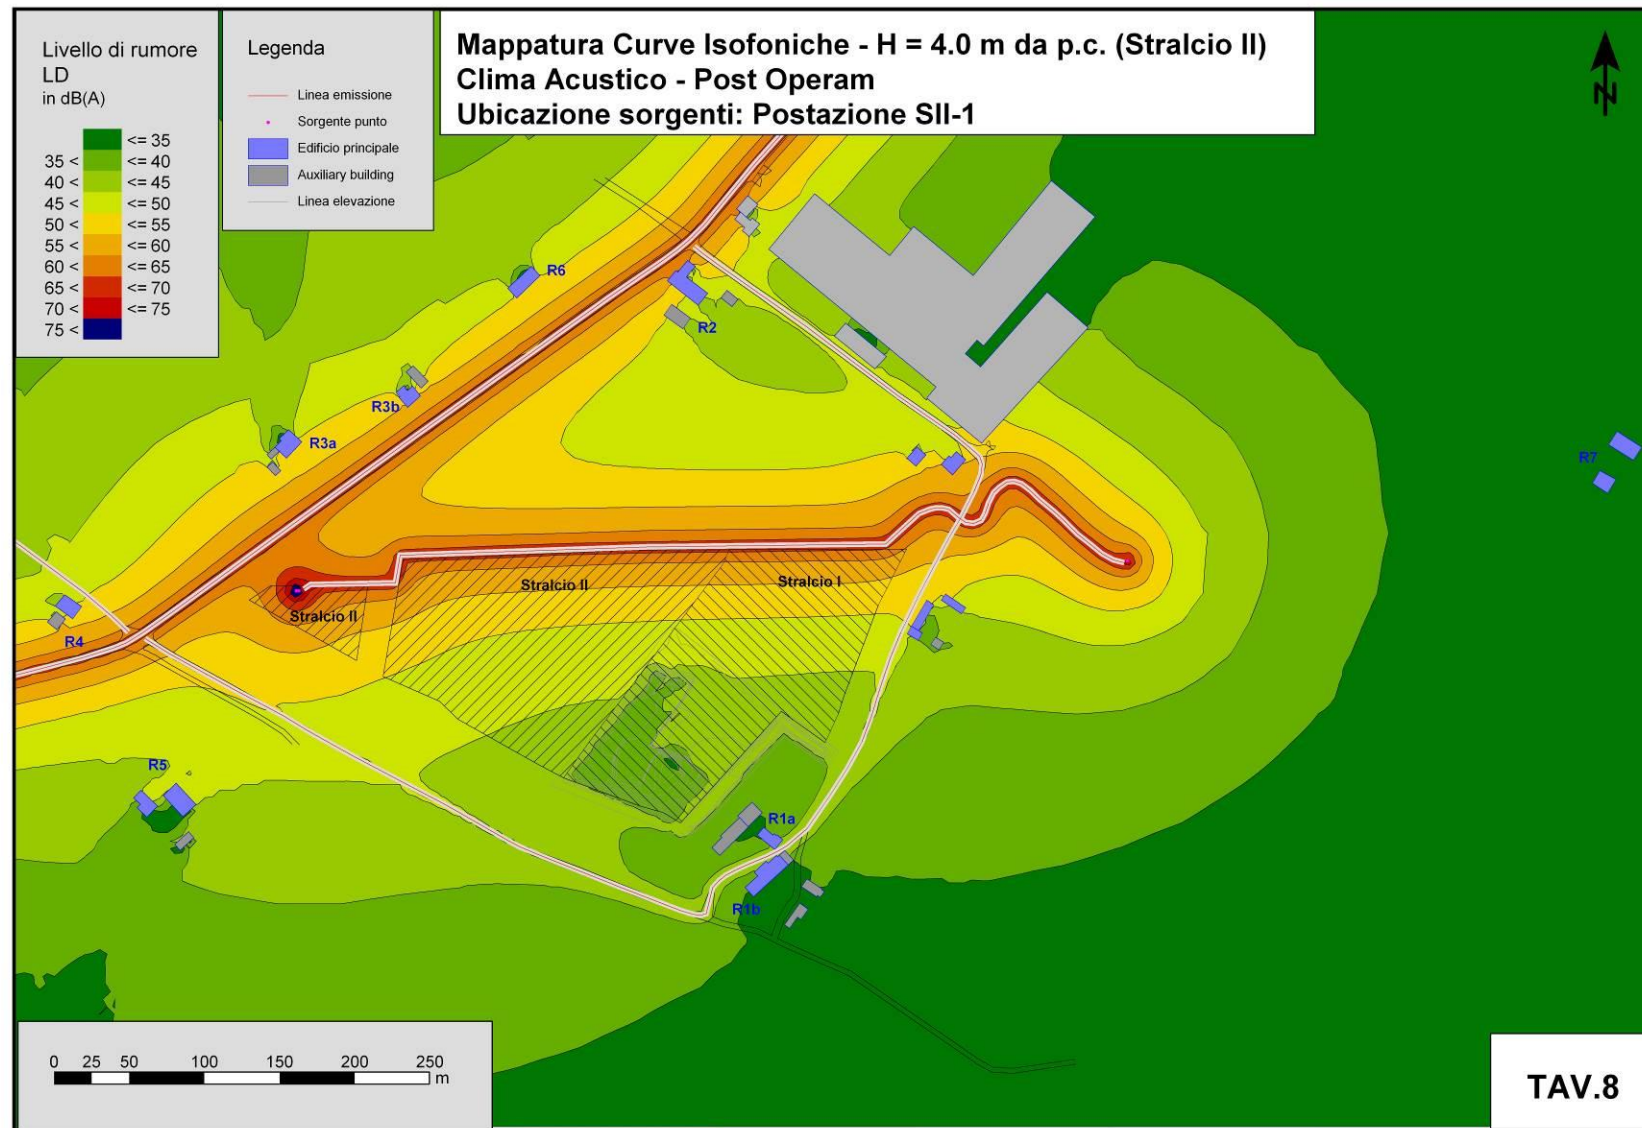 Livello di rumore
LD
in dB(A)
<= 35
35 < <= 40
40 < <= 45
45 < <= 50
50 < <= 55
55 < <= 60
60 < <= 65
65 < <= 70
70 < <= 75
75 <
Legenda
Linea emissione
Sorgente punto
Edificio principale
Auxiliary building
Linea elevazione
Mappatura Curve Isofoniche - H = 4.0 m da p.c. (Stralcio II)
Clima Acustico - Post Operam
Ubicazione sorgenti: Postazione SII-1
N
R6
R2
R3b
R3a
R7
Stralcio II
Stralcio I
Stralcio II
R4
R5
R1a
R1b
0 25 50 100 150 200 250
m
TAV.8